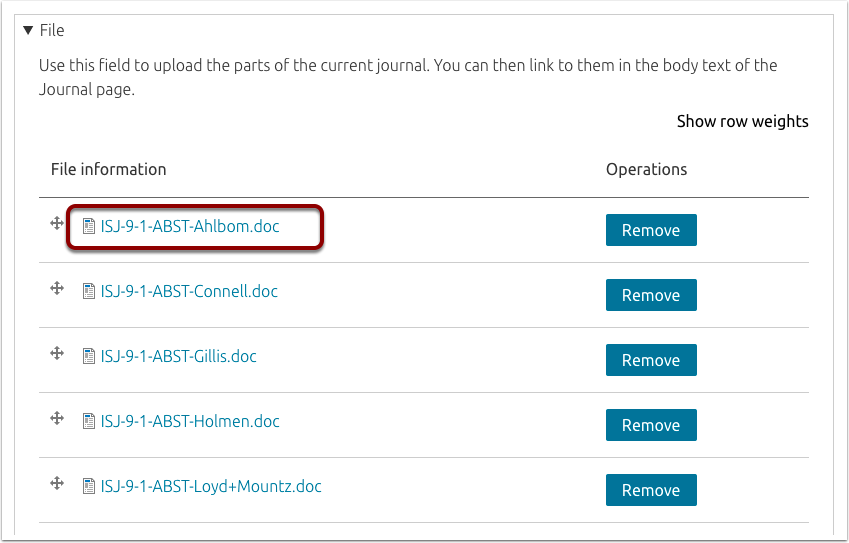 File
Use this field to upload the parts of the current journal. You can then link to them in the body text of the
Journal page.
Show row weights
File information Operations
ISJ-9-1-ABST-Ahlbom.doc Remove
ISJ-9-1-ABST-Connell.doc Remove
ISJ-9-1-ABST-Gillis.doc Remove
ISJ-9-1-ABST-Holmen.doc Remove
ISJ-9-1-ABST-Loyd+Mountz.doc Remove